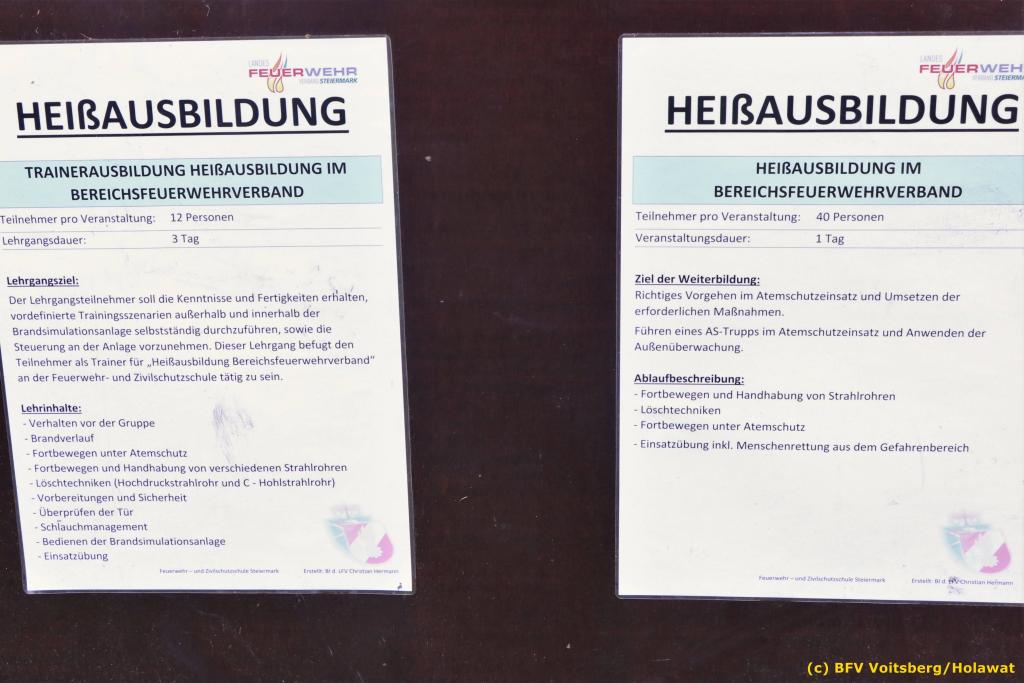 LANDES
FEUERWEHR
VERBAND STEIERMARK
HEIßAUSBILDUNG
TRAINERAUSBILDUNG HEIßAUSBILDUNG IM
BEREICHSFEUERWEHRVERBAND
Teilnehmer pro Veranstaltung: 12 Personen
Lehrgangsdauer: 3 Tag
Lehrgangsziel:
Der Lehrgangsteilnehmer soll die Kenntnisse und Fertigkeiten erhalten,
vordefinierte Trainingsszenarien außerhalb und innerhalb der
Brandsimulationsanlage selbstständig durchzuführen, sowie die
Steuerung an der Anlage vorzunehmen. Dieser Lehrgang befugt den
Teilnehmer als Trainer für „Heißausbildung Bereichsfeuerwehrverband“
an der Feuerwehr- und Zivilschutzschule tätig zu sein.
Lehrinhalte:
- Verhalten vor der Gruppe
- Brandverlauf
- Fortbewegen unter Atemschutz
- Fortbewegen und Handhabung von verschiedenen Strahlrohren
- Löschtechniken (Hochdruckstrahlrohr und C - Hohlstrahlrohr)
- Vorbereitungen und Sicherheit
- Überprüfen der Tür
- Schlauchmanagement
- Bedienen der Brandsimulationsanlage
- Einsatzübung
Feuerwehr – und Zivilschutzschule Steiermark Erstellt: BI d. LFV Christian Hermann
LANDES
FEUERWEH
VERBAND STEIERMA
HEIßAUSBILDUNG
HEIßAUSBILDUNG IM
BEREICHSFEUERWEHRVERBAND
Teilnehmer pro Veranstaltung: 40 Personen
Veranstaltungsdauer: 1 Tag
Ziel der Weiterbildung:
Richtiges Vorgehen im Atemschutzeinsatz und Umsetzen der
erforderlichen Maßnahmen.
Führen eines AS-Trupps im Atemschutzeinsatz und Anwenden der
Außenüberwachung.
Ablaufbeschreibung:
- Fortbewegen und Handhabung von Strahlrohren
- Löschtechniken
- Fortbewegen unter Atemschutz
- Einsatzübung inkl. Menschenrettung aus dem Gefahrenbereich
Feuerwehr – und Zivilschutzschule Steiermark Erstellt: BI d. LFV Christian Hermann
(c) BFV Voitsberg/Holawat